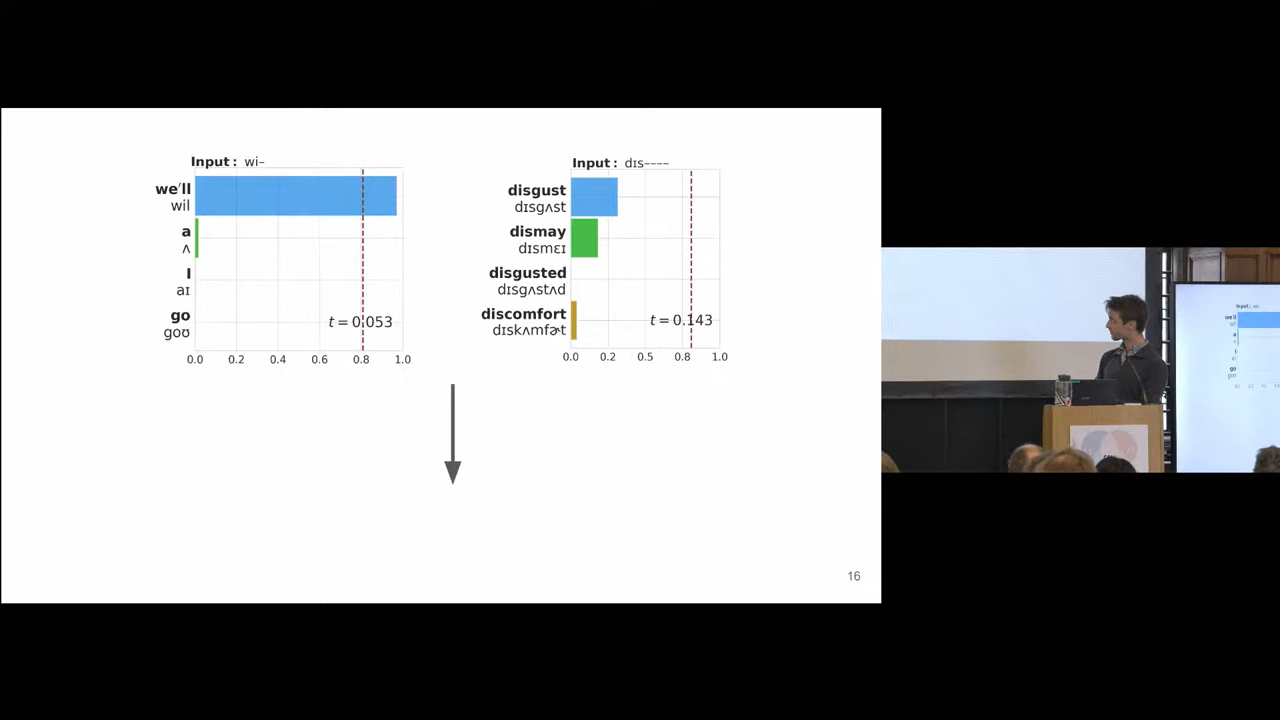 Input: wi–
we'll
wil
a
ʌ
I
aɪ
go
goʊ
t = 0.053
0.0 0.2 0.4 0.6 0.8 1.0
Input: dɪs----
disgust
dɪsgʌst
dismay
dɪsmɛɪ
disgusted
dɪsgʌstʌd
discomfort
dɪskʌmfɚt
t = 0.143
0.0 0.2 0.5 0.8 1.0
16